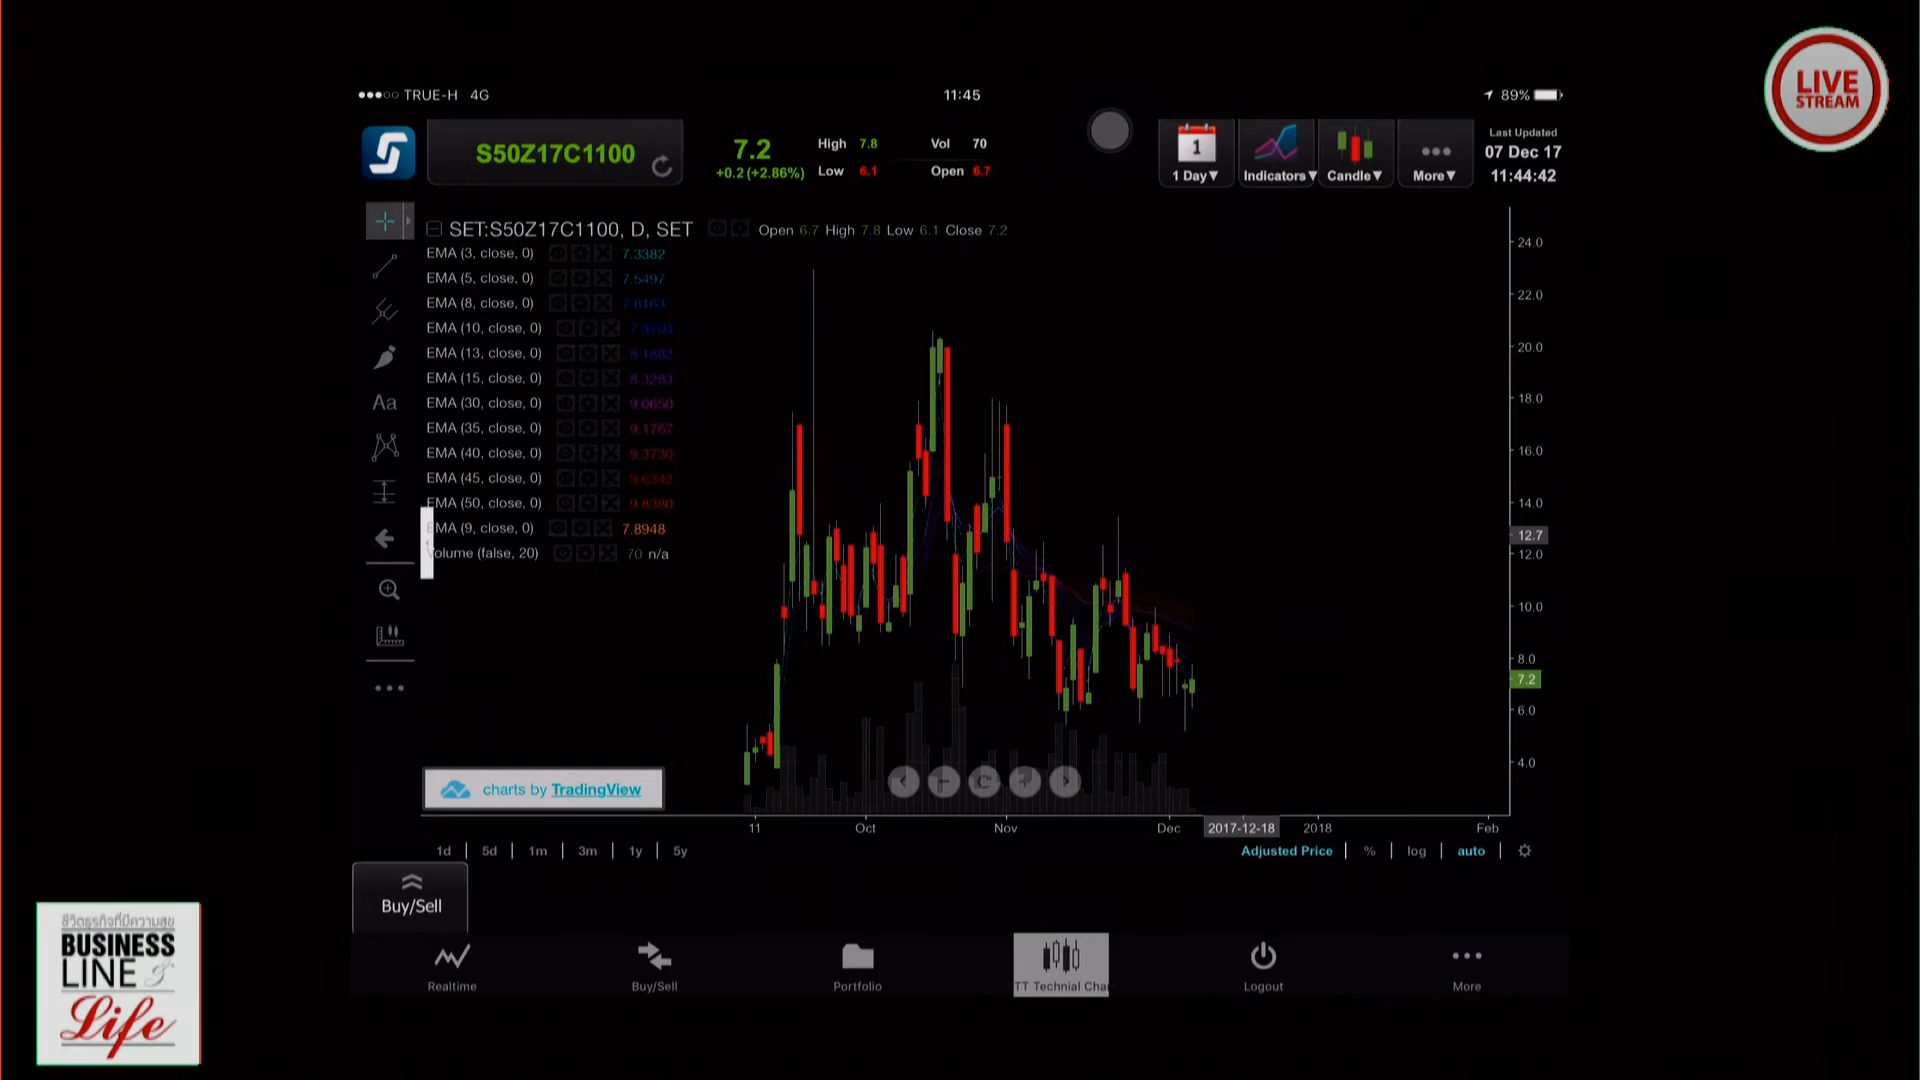 LIVE
STREAM
TRUE-H 4G
11:45
89%
S50Z17C1100
7.2
+0.2 (+2.86%)
High 7.8
Low 6.1
Vol 70
Open 6.7
1
1 Day▼
Indicators▼
Candle▼
More▼
Last Updated
07 Dec 17
11:44:42
SET:S50Z17C1100, D, SET
Open 6.7 High 7.8 Low 6.1 Close 7.2
EMA (3, close, 0) 7.3382
EMA (5, close, 0) 7.5497
EMA (8, close, 0) 7.8163
EMA (10, close, 0)
EMA (13, close, 0) 8.1882
EMA (15, close, 0) 8.3283
EMA (30, close, 0) 9.0650
EMA (35, close, 0) 9.1767
EMA (40, close, 0) 9.3730
EMA (45, close, 0)
EMA (50, close, 0) 9.8380
EMA (9, close, 0) 7.8948
Volume (false, 20) 70 n/a
Aa
24.0
22.0
20.0
18.0
16.0
14.0
12.7
12.0
10.0
8.0
7.2
6.0
4.0
charts by TradingView
11 Oct Nov Dec 2017-12-18 2018 Feb
1d 5d 1m 3m 1y 5y
Adjusted Price % log auto
Buy/Sell
Realtime
Buy/Sell
Portfolio
TT Technial Cha
Logout
More
ชีวิตธุรกิจที่มีความสุข
BUSINESS
LINE &
Life